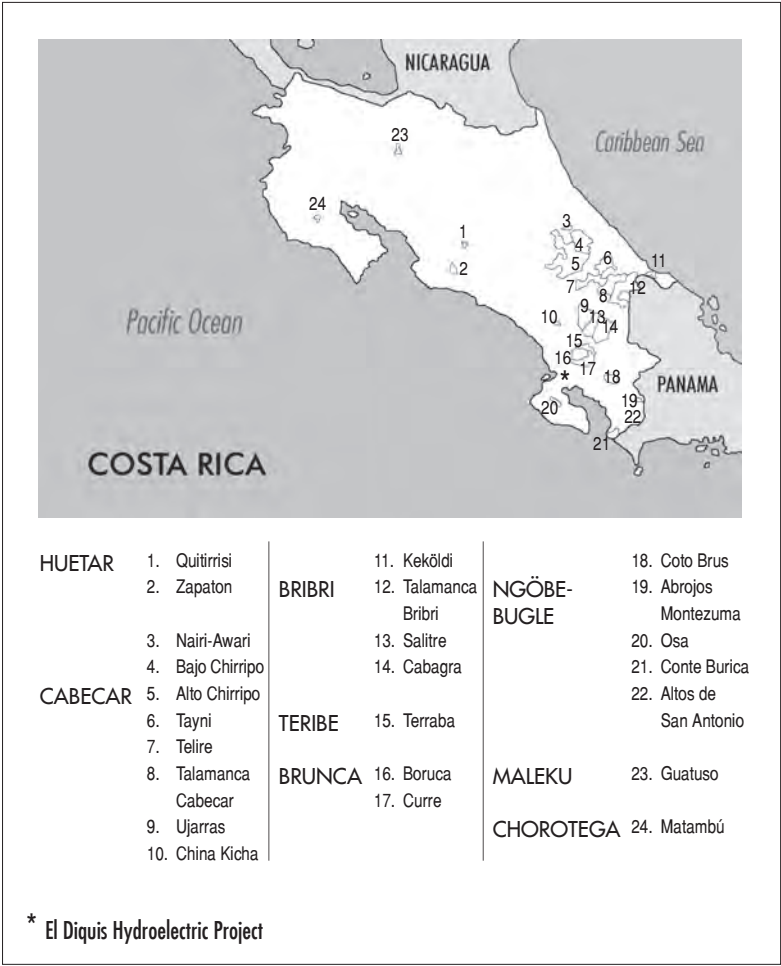 NICARAGUA
Caribbean Sea
23
24
3
1
4
6
11
5
2
7
12
8
9
10
13
14
Pacific Ocean
15
16
17
*
18
PANAMA
19
20
22
21
COSTA RICA
HUETAR
1. Quitirrisi
2. Zapaton
CABECAR
3. Nairi-Awari
4. Bajo Chirripo
5. Alto Chirripo
6. Tayni
7. Telire
8. Talamanca
Cabecar
9. Ujarras
10. China Kicha
BRIBRI
11. Keköldi
12. Talamanca
Bribri
13. Salitre
14. Cabagra
TERIBE
15. Terraba
BRUNCA
16. Boruca
17. Curre
NGÖBE-
BUGLE
18. Coto Brus
19. Abrojos
Montezuma
20. Osa
21. Conte Burica
22. Altos de
San Antonio
MALEKU
23. Guatuso
CHOROTEGA
24. Matambú
* El Diquis Hydroelectric Project